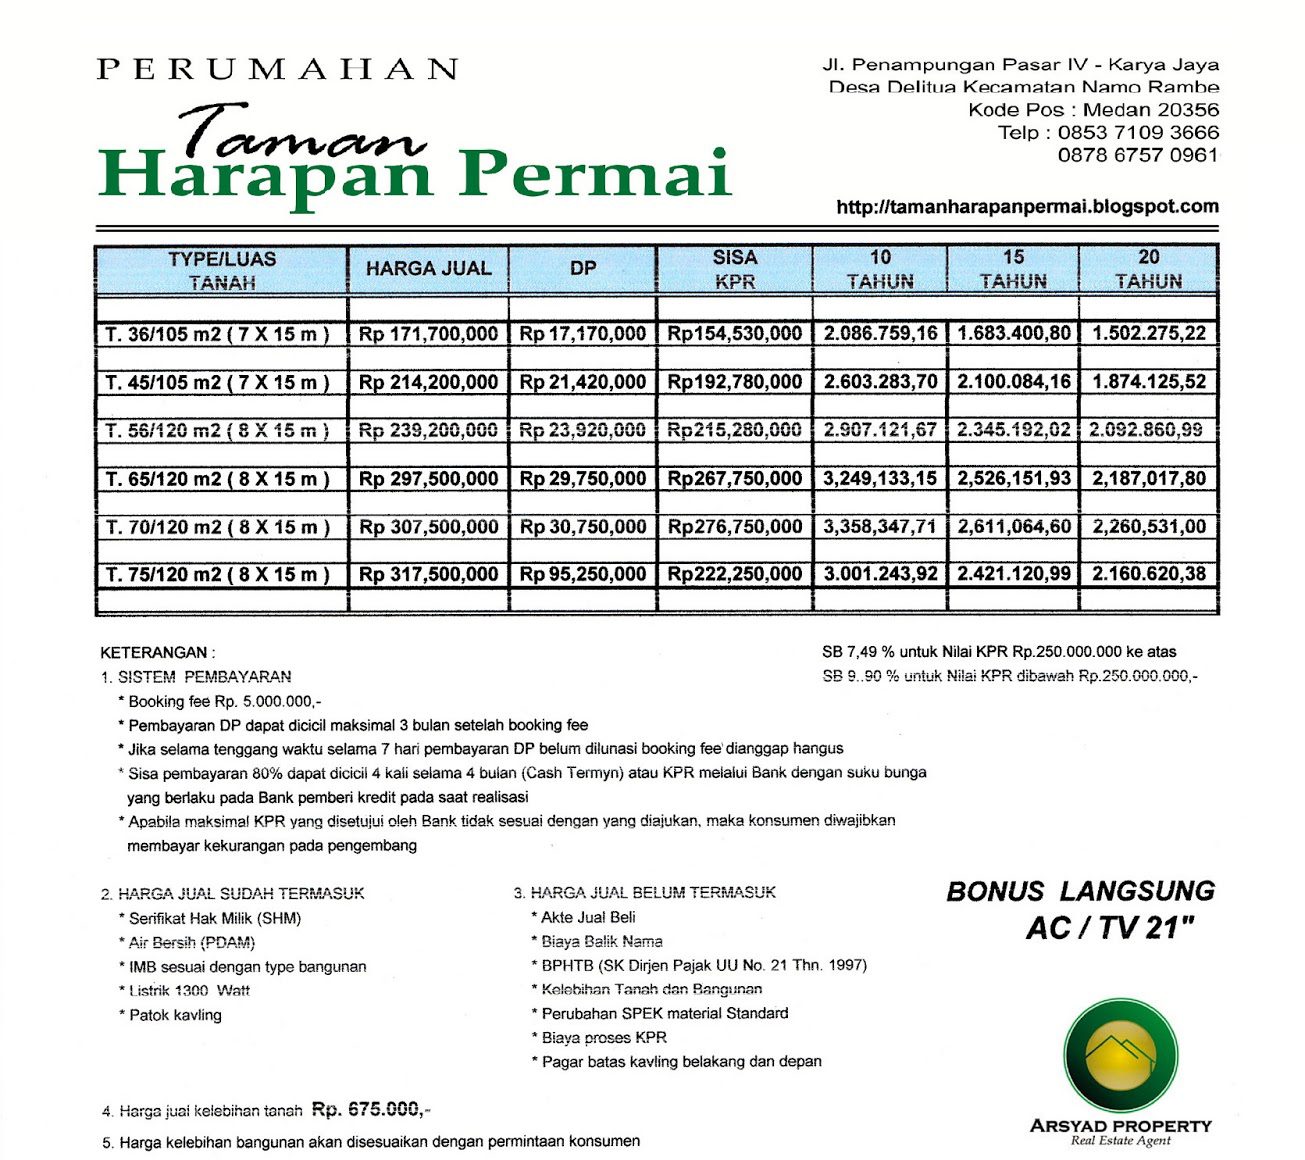 PERUMAHAN
Taman
Harapan Permai
Jl. Penampungan Pasar IV - Karya Jaya
Desa Delitua Kecamatan Namo Rambe
Kode Pos : Medan 20356
Telp : 0853 7109 3666
0878 6757 0961
http://tamanharapanpermai.blogspot.com
TYPE/LUAS TANAH HARGA JUAL DP SISA KPR 10 TAHUN 15 TAHUN 20 TAHUN
T. 36/105 m2 ( 7 X 15 m ) Rp 171,700,000 Rp 17,170,000 Rp154,530,000 2.086.759,16 1.683.400,80 1.502.275,22
T. 45/105 m2 ( 7 X 15 m ) Rp 214,200,000 Rp 21,420,000 Rp192,780,000 2.603.283,70 2.100.084,16 1.874.125,52
T. 56/120 m2 ( 8 X 15 m ) Rp 239,200,000 Rp 23,920,000 Rp215,280,000 2.907.121,67 2.345.192,02 2.092.860,99
T. 65/120 m2 ( 8 X 15 m ) Rp 297,500,000 Rp 29,750,000 Rp267,750,000 3,249,133,15 2,526,151,93 2,187,017,80
T. 70/120 m2 ( 8 X 15 m ) Rp 307,500,000 Rp 30,750,000 Rp276,750,000 3,358,347,71 2,611,064,60 2,260,531,00
T. 75/120 m2 ( 8 X 15 m ) Rp 317,500,000 Rp 95,250,000 Rp222,250,000 3.001.243,92 2.421.120,99 2.160.620,38
KETERANGAN :
SB 7,49 % untuk Nilai KPR Rp.250.000.000 ke atas
SB 9..90 % untuk Nilai KPR dibawah Rp.250.000.000,-
1. SISTEM PEMBAYARAN
* Booking fee Rp. 5.000.000,-
* Pembayaran DP dapat dicicil maksimal 3 bulan setelah booking fee
* Jika selama tenggang waktu selama 7 hari pembayaran DP belum dilunasi booking fee dianggap hangus
* Sisa pembayaran 80% dapat dicicil 4 kali selama 4 bulan (Cash Termyn) atau KPR melalui Bank dengan suku bunga
yang berlaku pada Bank pemberi kredit pada saat realisasi
* Apabila maksimal KPR yang disetujui oleh Bank tidak sesuai dengan yang diajukan, maka konsumen diwajibkan
membayar kekurangan pada pengembang
2. HARGA JUAL SUDAH TERMASUK
* Serifikat Hak Milik (SHM)
* Air Bersih (PDAM)
* IMB sesuai dengan type bangunan
* Listrik 1300 Watt
* Patok kavling
3. HARGA JUAL BELUM TERMASUK
* Akte Jual Beli
* Biaya Balik Nama
* BPHTB (SK Dirjen Pajak UU No. 21 Thn. 1997)
* Kelebihan Tanah dan Bangunan
* Perubahan SPEK material Standard
* Biaya proses KPR
* Pagar batas kavling belakang dan depan
BONUS LANGSUNG
AC / TV 21"
4. Harga jual kelebihan tanah Rp. 675.000,-
5. Harga kelebihan bangunan akan disesuaikan dengan permintaan konsumen
ARSYAD PROPERTY
Real Estate Agent